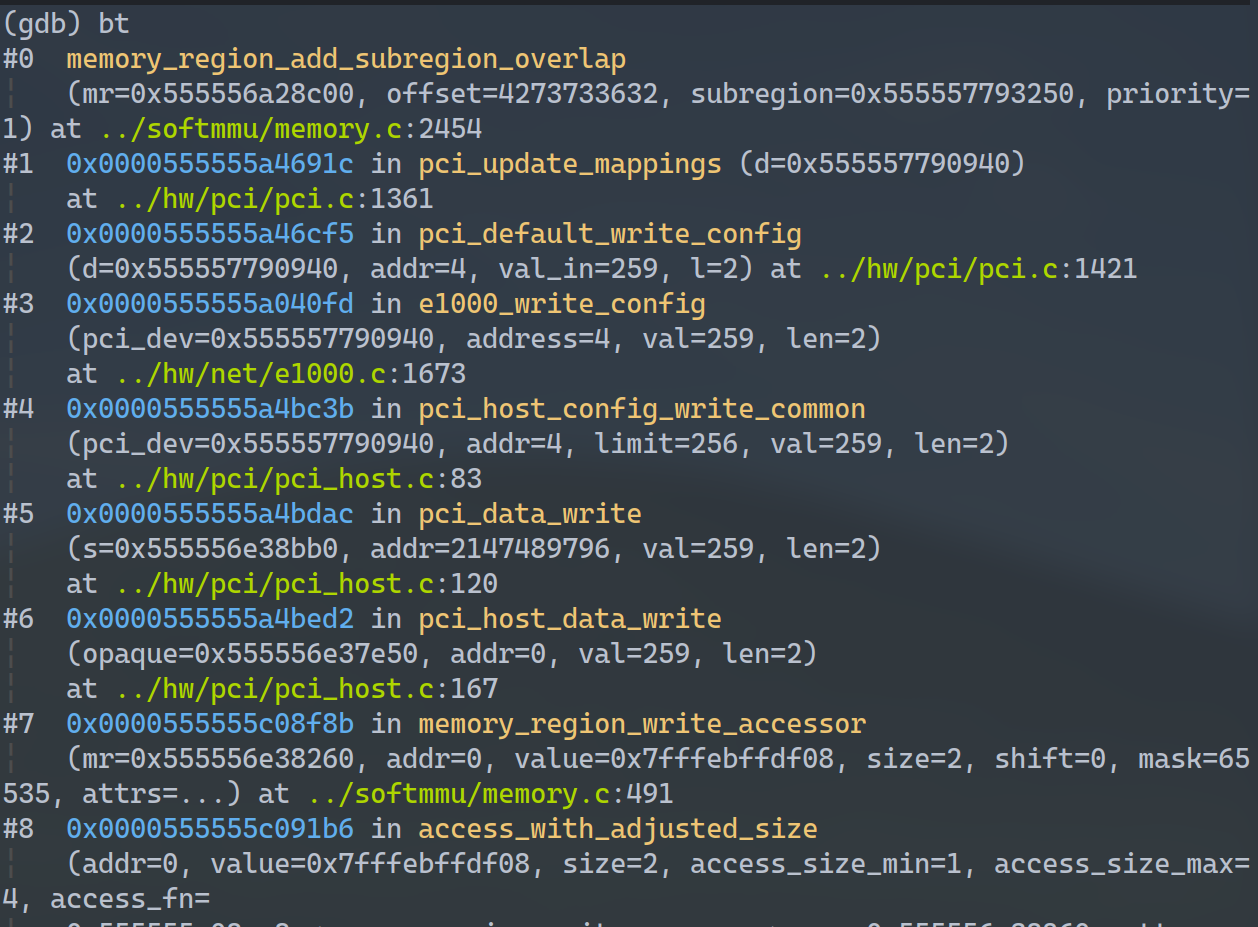 (gdb) bt
#0  memory_region_add_subregion_overlap
    (mr=0x555556a28c00, offset=4273733632, subregion=0x555557793250, priority=
1) at ../softmmu/memory.c:2454
#1  0x0000555555a4691c in pci_update_mappings (d=0x555557790940)
    at ../hw/pci/pci.c:1361
#2  0x0000555555a46cf5 in pci_default_write_config
    (d=0x555557790940, addr=4, val_in=259, l=2) at ../hw/pci/pci.c:1421
#3  0x0000555555a040fd in e1000_write_config
    (pci_dev=0x555557790940, address=4, val=259, len=2)
    at ../hw/net/e1000.c:1673
#4  0x0000555555a4bc3b in pci_host_config_write_common
    (pci_dev=0x555557790940, addr=4, limit=256, val=259, len=2)
    at ../hw/pci/pci_host.c:83
#5  0x0000555555a4bdac in pci_data_write
    (s=0x555556e38bb0, addr=2147489796, val=259, len=2)
    at ../hw/pci/pci_host.c:120
#6  0x0000555555a4bed2 in pci_host_data_write
    (opaque=0x555556e37e50, addr=0, val=259, len=2)
    at ../hw/pci/pci_host.c:167
#7  0x0000555555c08f8b in memory_region_write_accessor
    (mr=0x555556e38260, addr=0, value=0x7fffebffdf08, size=2, shift=0, mask=65
535, attrs=...) at ../softmmu/memory.c:491
#8  0x0000555555c091b6 in access_with_adjusted_size
    (addr=0, value=0x7fffebffdf08, size=2, access_size_min=1, access_size_max=
4, access_fn=